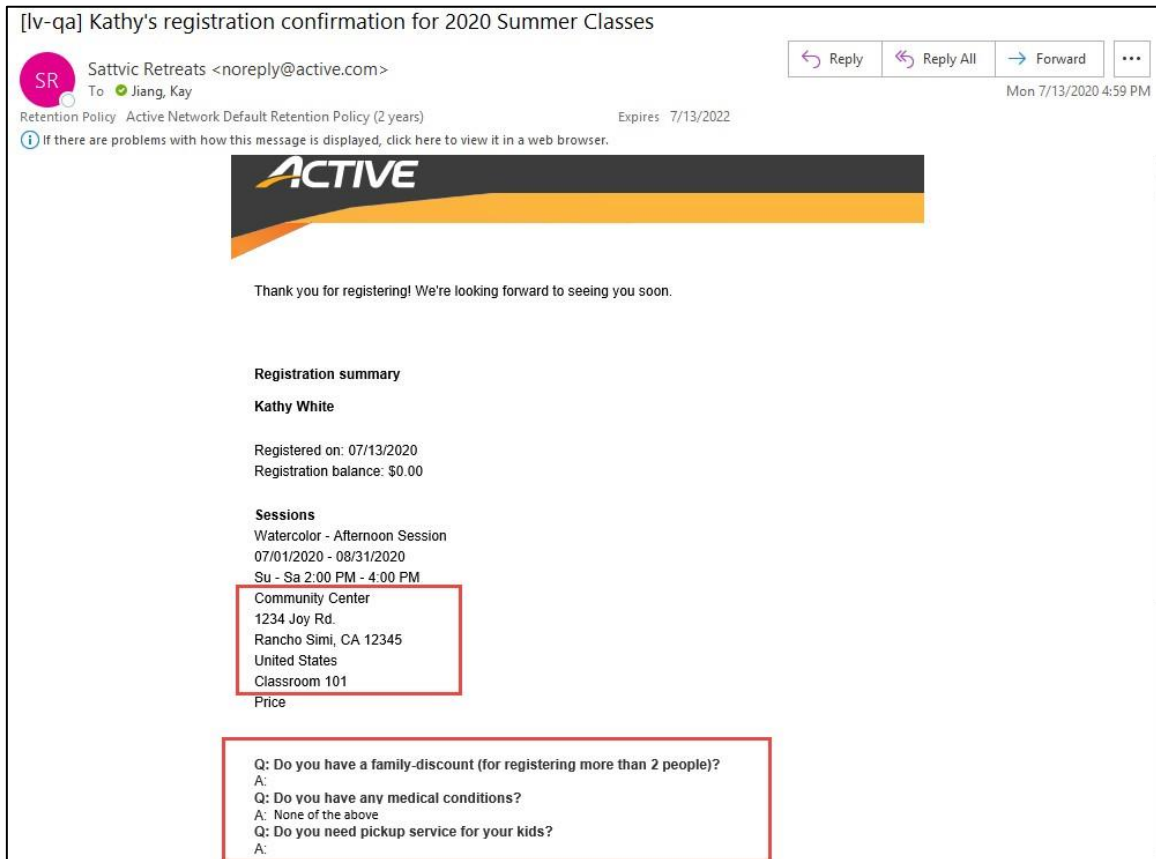 [lv-qa] Kathy's registration confirmation for 2020 Summer Classes
SR
Sattvic Retreats <noreply@active.com>
Reply
Reply All
Forward
To Jiang, Kay
Mon 7/13/2020 4:59 PM
Retention Policy Active Network Default Retention Policy (2 years) Expires 7/13/2022
If there are problems with how this message is displayed, click here to view it in a web browser.
ACTIVE
Thank you for registering! We're looking forward to seeing you soon.
Registration summary
Kathy White
Registered on: 07/13/2020
Registration balance: $0.00
Sessions
Watercolor - Afternoon Session
07/01/2020 - 08/31/2020
Su - Sa 2:00 PM - 4:00 PM
Community Center
1234 Joy Rd.
Rancho Simi, CA 12345
United States
Classroom 101
Price
Q: Do you have a family-discount (for registering more than 2 people)?
A:
Q: Do you have any medical conditions?
A: None of the above
Q: Do you need pickup service for your kids?
A: